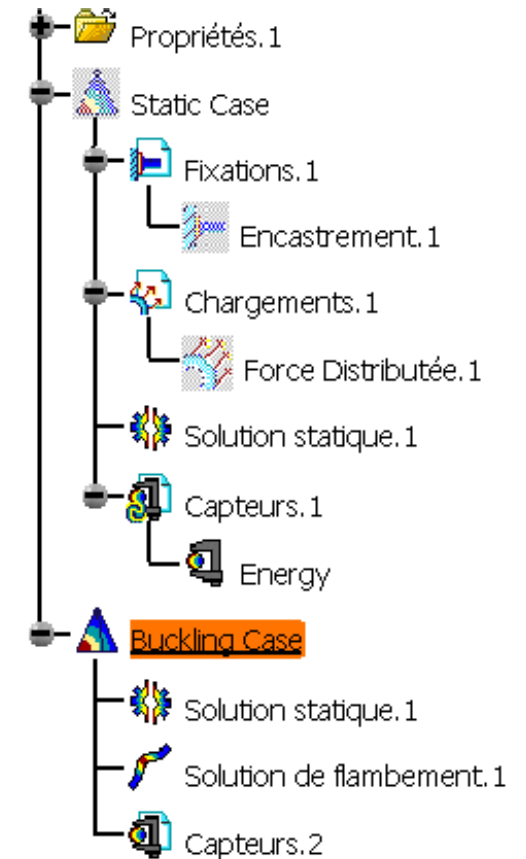 Propriétés.1
Static Case
Fixations.1
Encastrement.1
Chargements.1
Force Distributée.1
Solution statique.1
Capteurs.1
Energy
Buckling Case
Solution statique.1
Solution de flambement.1
Capteurs.2